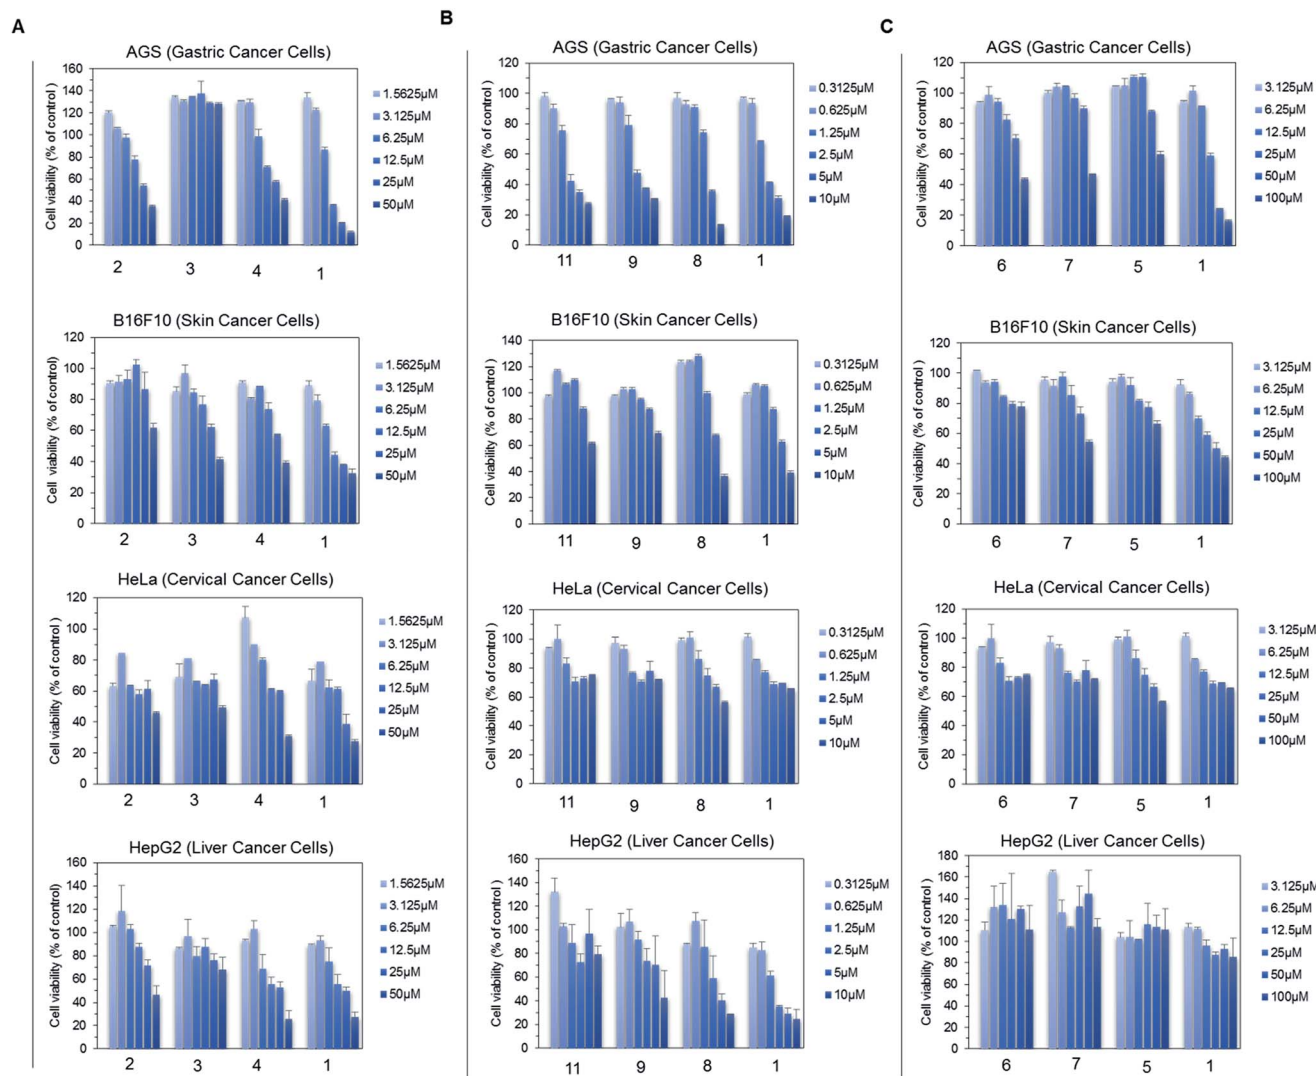 A
AGS (Gastric Cancer Cells)
Cell viability (% of control)
160
140
120
100
80
60
40
20
0
2 3 4 1
1.5625µM
3.125µM
6.25µM
12.5µM
25µM
50µM
B16F10 (Skin Cancer Cells)
Cell viability (% of control)
120
100
80
60
40
20
0
2 3 4 1
1.5625µM
3.125µM
6.25µM
12.5µM
25µM
50µM
HeLa (Cervical Cancer Cells)
Cell viability (% of control)
120
100
80
60
40
20
0
2 3 4 1
1.5625µM
3.125µM
6.25µM
12.5µM
25µM
50µM
HepG2 (Liver Cancer Cells)
Cell viability (% of control)
160
140
120
100
80
60
40
20
0
2 3 4 1
1.5625µM
3.125µM
6.25µM
12.5µM
25µM
50µM
B
AGS (Gastric Cancer Cells)
Cell viability (% of control)
120
100
80
60
40
20
0
11 9 8 1
0.3125µM
0.625µM
1.25µM
2.5µM
5µM
10µM
B16F10 (Skin Cancer Cells)
Cell viability (% of control)
140
120
100
80
60
40
20
0
11 9 8 1
0.3125µM
0.625µM
1.25µM
2.5µM
5µM
10µM
HeLa (Cervical Cancer Cells)
Cell viability (% of control)
120
100
80
60
40
20
0
11 9 8 1
0.3125µM
0.625µM
1.25µM
2.5µM
5µM
10µM
HepG2 (Liver Cancer Cells)
Cell viability (% of control)
160
140
120
100
80
60
40
20
0
11 9 8 1
0.3125µM
0.625µM
1.25µM
2.5µM
5µM
10µM
C
AGS (Gastric Cancer Cells)
Cell viability (% of control)
120
100
80
60
40
20
0
6 7 5 1
3.125µM
6.25µM
12.5µM
25µM
50µM
100µM
B16F10 (Skin Cancer Cells)
Cell viability (% of control)
120
100
80
60
40
20
0
6 7 5 1
3.125µM
6.25µM
12.5µM
25µM
50µM
100µM
HeLa (Cervical Cancer Cells)
Cell viability (% of control)
120
100
80
60
40
20
0
6 7 5 1
3.125µM
6.25µM
12.5µM
25µM
50µM
100µM
HepG2 (Liver Cancer Cells)
Cell viability (% of control)
180
160
140
120
100
80
60
40
20
0
6 7 5 1
3.125µM
6.25µM
12.5µM
25µM
50µM
100µM